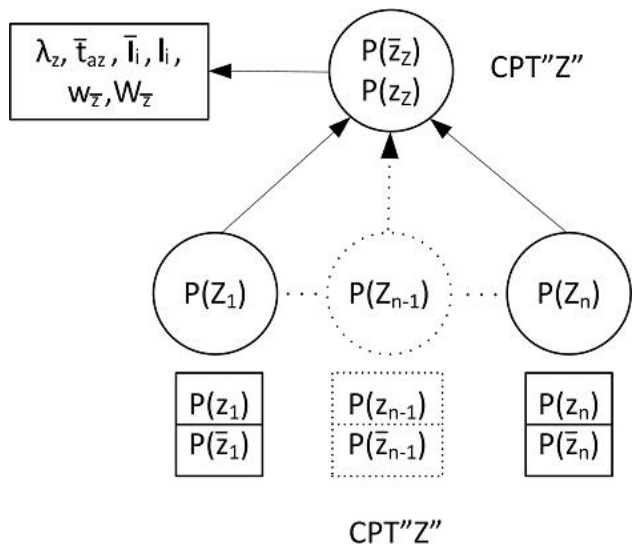 λz, t̄az, Īi, Ii,
wz̄,Wz̄
P(z̄Z)
P(zZ)
CPT”Z”
P(Z1)
P(Zn-1)
P(Zn)
P(z1)
P(z̄1)
P(zn-1)
P(z̄n-1)
P(zn)
P(z̄n)
CPT”Z”